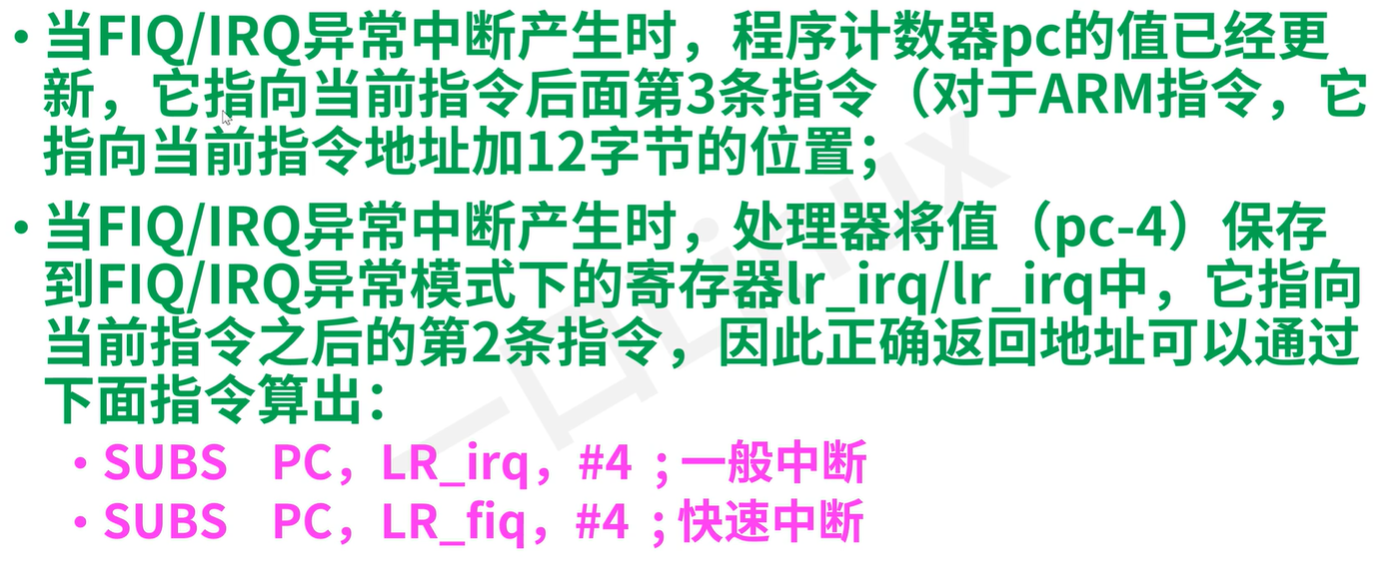 • 当FIQ/IRQ异常中断产生时，程序计数器pc的值已经更
新，它指向当前指令后面第3条指令（对于ARM指令，它
指向当前指令地址加12字节的位置；
• 当FIQ/IRQ异常中断产生时，处理器将值（pc-4）保存
到FIQ/IRQ异常模式下的寄存器lr_irq/lr_irq中，它指向
当前指令之后的第2条指令，因此正确返回地址可以通过
下面指令算出：
• SUBS PC，LR_irq，#4 ；一般中断
• SUBS PC，LR_fiq，#4 ；快速中断
一口Linux